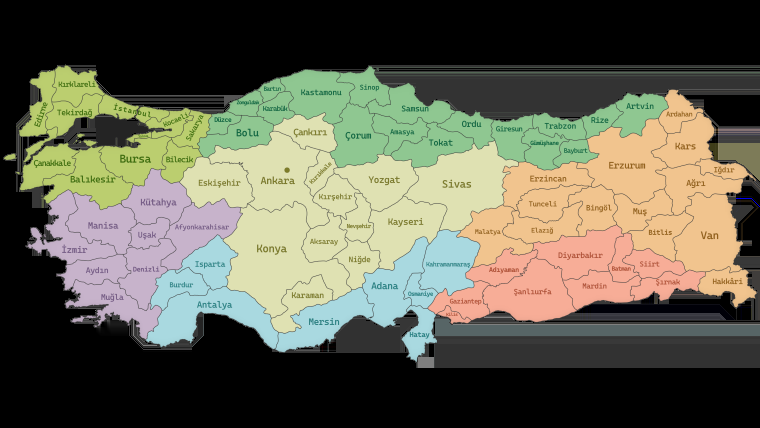 Kırklareli
Edirne
Tekirdağ
İstanbul
Kocaeli
Sakarya
Çanakkale
Bursa
Bilecik
Balıkesir
Bartın
Zonguldak
Karabük
Kastamonu
Sinop
Düzce
Bolu
Çorum
Samsun
Amasya
Tokat
Ordu
Giresun
Trabzon
Gümüşhane
Bayburt
Rize
Artvin
Çankırı
Ankara
Kırıkkale
Yozgat
Sivas
Eskişehir
Kırşehir
Nevşehir
Kayseri
Aksaray
Konya
Niğde
Karaman
Kütahya
Manisa
Uşak
Afyonkarahisar
İzmir
Aydın
Denizli
Muğla
Isparta
Burdur
Antalya
Mersin
Adana
Osmaniye
Kahramanmaraş
Hatay
Ardahan
Kars
Iğdır
Ağrı
Erzurum
Erzincan
Tunceli
Bingöl
Muş
Elazığ
Malatya
Bitlis
Van
Hakkâri
Diyarbakır
Adıyaman
Batman
Siirt
Şırnak
Mardin
Şanlıurfa
Gaziantep